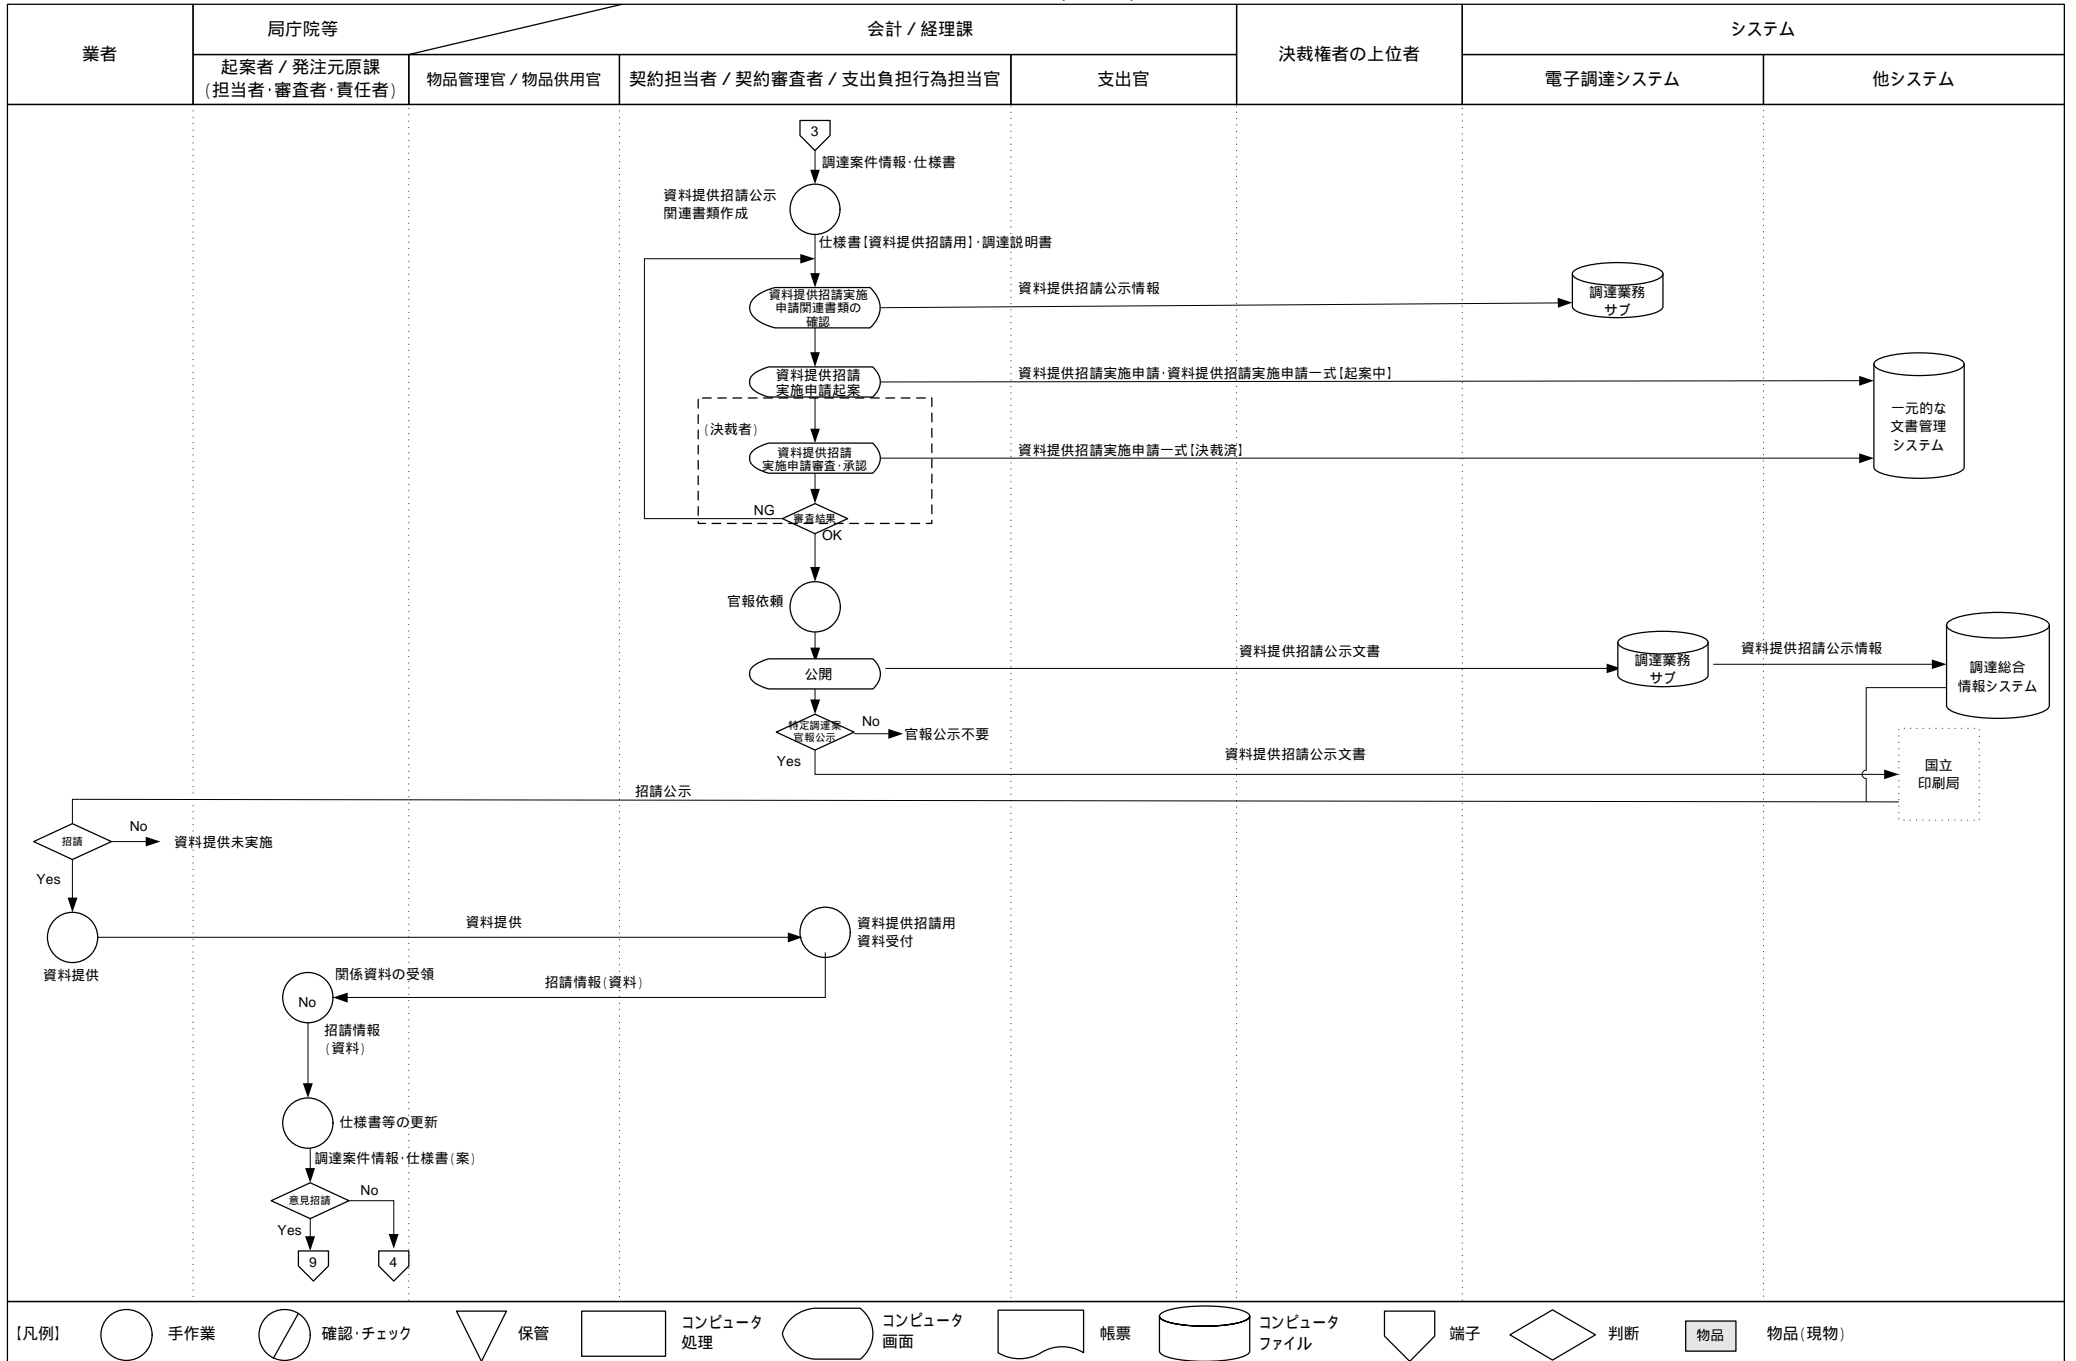 業者
局庁院等
会計/経理課
決裁権者の上位者
システム
起案者/発注元原課
(担当者・審査者・責任者)
物品管理官/物品供用官
契約担当者/契約審査者/支出負担行為担当官
支出官
電子調達システム
他システム
3
調達案件情報・仕様書
資料提供招請公示
関連書類作成
仕様書【資料提供招請用】・調達説明書
資料提供招請実施
申請関連書類の
確認
資料提供招請公示情報
調達業務
サブ
資料提供招請
実施申請起案
資料提供招請実施申請・資料提供招請実施申請一式【起案中】
一元的な
文書管理
システム
(決裁者)
資料提供招請
実施申請審査・承認
資料提供招請実施申請一式【決裁済】
NG
審査結果
OK
官報依頼
公開
資料提供招請公示文書
調達業務
サブ
資料提供招請公示情報
調達総合
情報システム
特定調達案
官報公示
No
官報公示不要
Yes
資料提供招請公示文書
国立
印刷局
招請公示
招請
No
資料提供未実施
Yes
資料提供
資料提供
資料提供招請用
資料受付
関係資料の受領
招請情報(資料)
No
招請情報
(資料)
仕様書等の更新
調達案件情報・仕様書(案)
意見招請
No
Yes
9
4
【凡例】
手作業
確認・チェック
保管
コンピュータ
処理
コンピュータ
画面
帳票
コンピュータ
ファイル
端子
判断
物品
物品(現物)